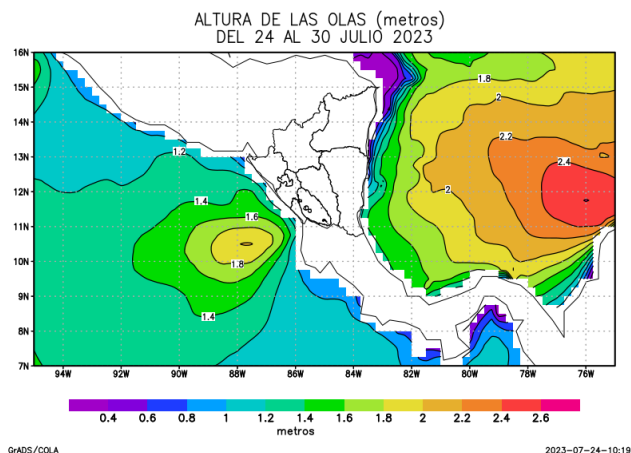 ALTURA DE LAS OLAS (metros)
DEL 24 AL 30 JULIO 2023
16N
15N
14N
13N
12N
11N
10N
9N
8N
7N
1.8
2
2.2
2.4
2
1.2
1.4
1.6
1.8
1.4
94W 92W 90W 88W 86W 84W 82W 80W 78W 76W
0.4 0.6 0.8 1 1.2 1.4 1.6 1.8 2 2.2 2.4 2.6
metros
GrADS/COLA 2023-07-24-10:19